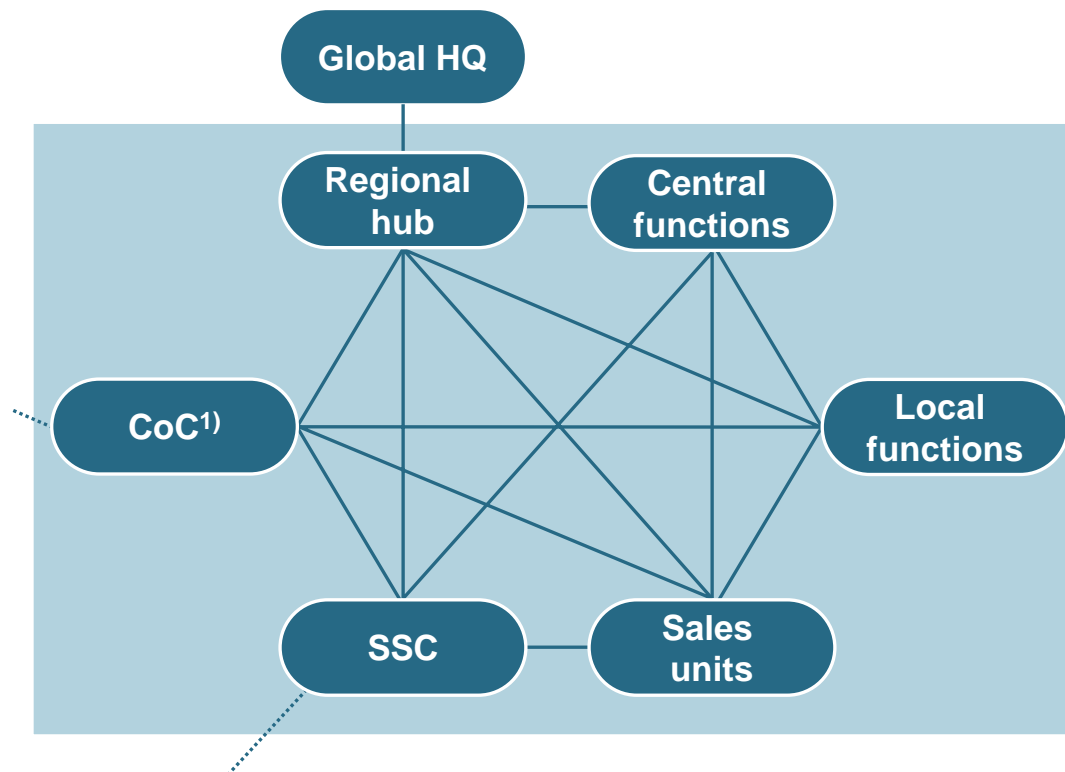 Global HQ
Regional
hub
Central
functions
CoC1)
Local
functions
SSC
Sales
units